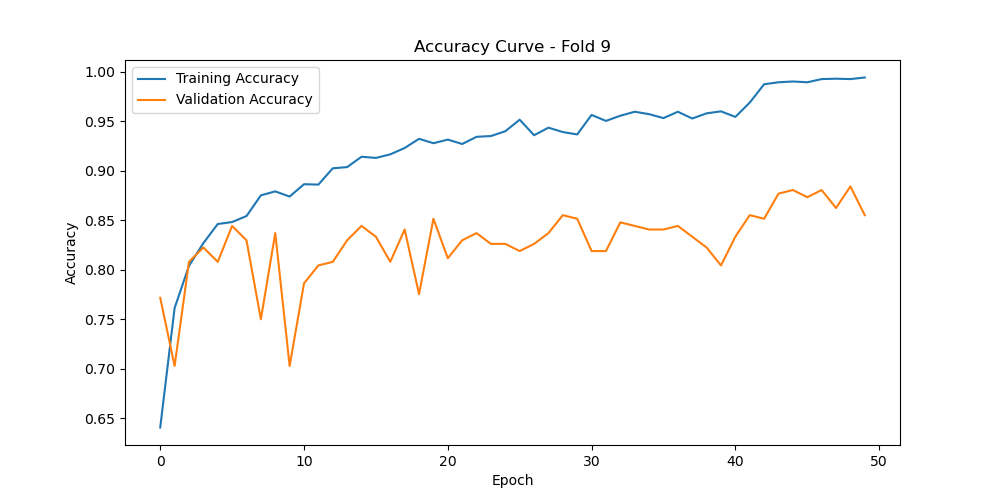 Accuracy Curve - Fold 9
Training Accuracy
Validation Accuracy
1.00
0.95
0.90
0.85
0.80
0.75
0.70
0.65
Accuracy
0 10 20 30 40 50
Epoch